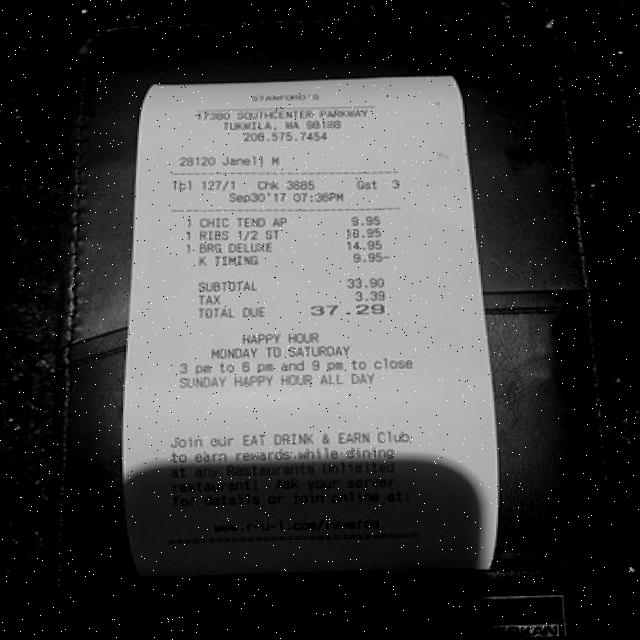 STANFORD'S
17380 SOUTHCENTER PARKWAY
TUKWILA, WA 98188
206.575.7454
28120 Janell M
Tbl 127/1 Chk 3885 Gst 3
Sep30'17 07:36PM
1 CHIC TEND AP 9.95
1 RIBS 1/2 ST 18.95
1 BRG DELUXE 14.95
K TIMING 9.95-
SUBTOTAL 33.90
TAX 3.39
TOTAL DUE 37.29
HAPPY HOUR
MONDAY TO SATURDAY
3 pm to 6 pm and 9 pm to close
SUNDAY HAPPY HOUR ALL DAY
Join our EAT DRINK & EARN Club
to earn rewards while dining
at any Restaurants Unlimited
restaurant! Ask your server
for details or join online at:
www.r-u-i.com/rewards